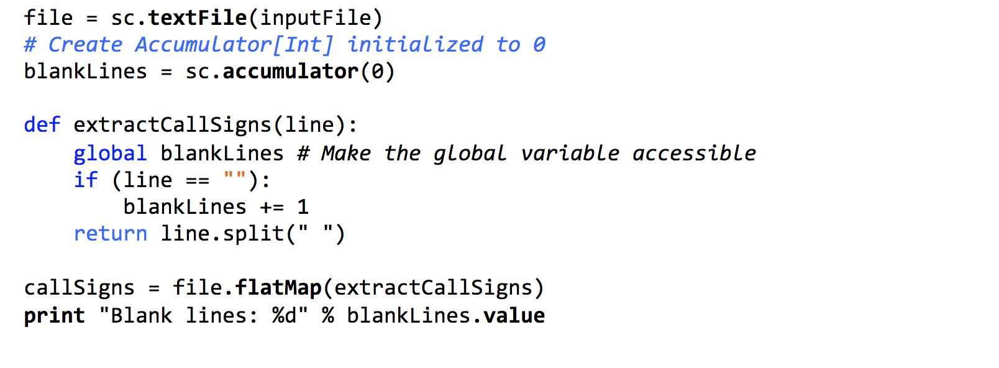 file = sc.textFile(inputFile)
# Create Accumulator[Int] initialized to 0
blankLines = sc.accumulator(0)

def extractCallSigns(line):
    global blankLines # Make the global variable accessible
    if (line == ""):
        blankLines += 1
    return line.split(" ")

callSigns = file.flatMap(extractCallSigns)
print "Blank lines: %d" % blankLines.value